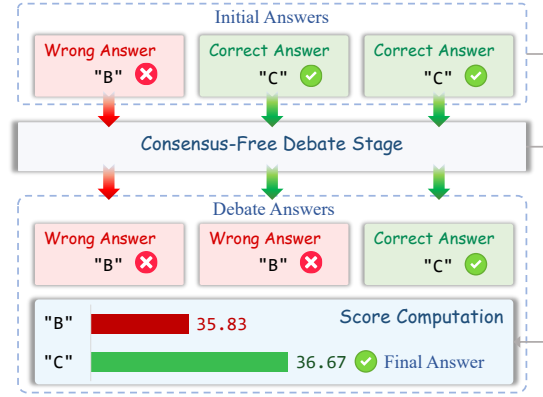 Initial Answers
Wrong Answer Correct Answer Correct Answer
"B" "C" "C"
Consensus-Free Debate Stage
Debate Answers
Wrong Answer Wrong Answer Correct Answer
"B" "B" "C"
Score Computation
"B" 35.83
"C" 36.67 Final Answer